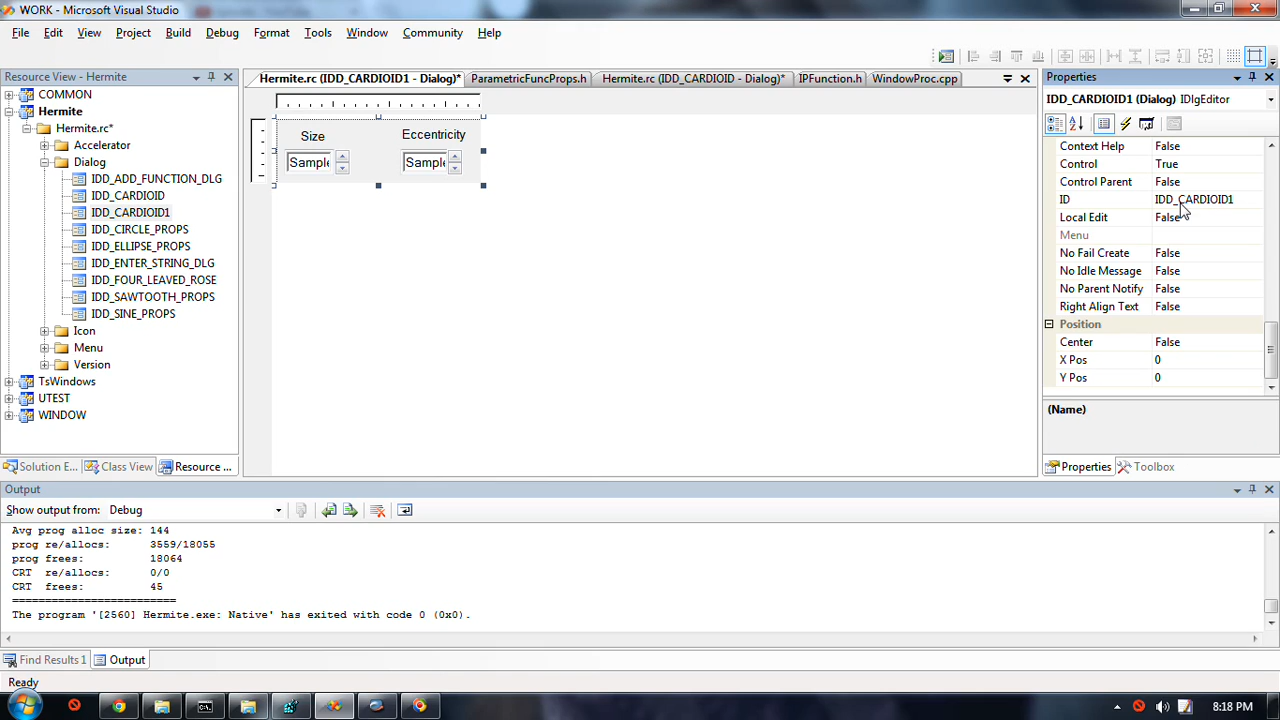 WORK - Microsoft Visual Studio
File Edit View Project Build Debug Format Tools Window Community Help
Resource View - Hermite
COMMON
Hermite
Hermite.rc*
Accelerator
Dialog
IDD_ADD_FUNCTION_DLG
IDD_CARDIOID
IDD_CARDIOID1
IDD_CIRCLE_PROPS
IDD_ELLIPSE_PROPS
IDD_ENTER_STRING_DLG
IDD_FOUR_LEAVED_ROSE
IDD_SAWTOOTH_PROPS
IDD_SINE_PROPS
Icon
Menu
Version
TsWindows
UTEST
WINDOW
Solution E... Class View Resource ...
Hermite.rc (IDD_CARDIOID1 - Dialog)* ParametricFuncProps.h Hermite.rc (IDD_CARDIOID - Dialog)* IPFunction.h WindowProc.cpp
Size Eccentricity
Sample Sample
Properties
IDD_CARDIOID1 (Dialog) IDlgEditor
Context Help False
Control True
Control Parent False
ID IDD_CARDIOID1
Local Edit False
Menu
No Fail Create False
No Idle Message False
No Parent Notify False
Right Align Text False
Position
Center False
X Pos 0
Y Pos 0
(Name)
Properties Toolbox
Output
Show output from: Debug
Avg prog alloc size: 144
prog re/allocs: 3559/18055
prog frees: 18064
CRT re/allocs: 0/0
CRT frees: 45
=========================
The program '[2560] Hermite.exe: Native' has exited with code 0 (0x0).
Find Results 1 Output
Ready
8:18 PM